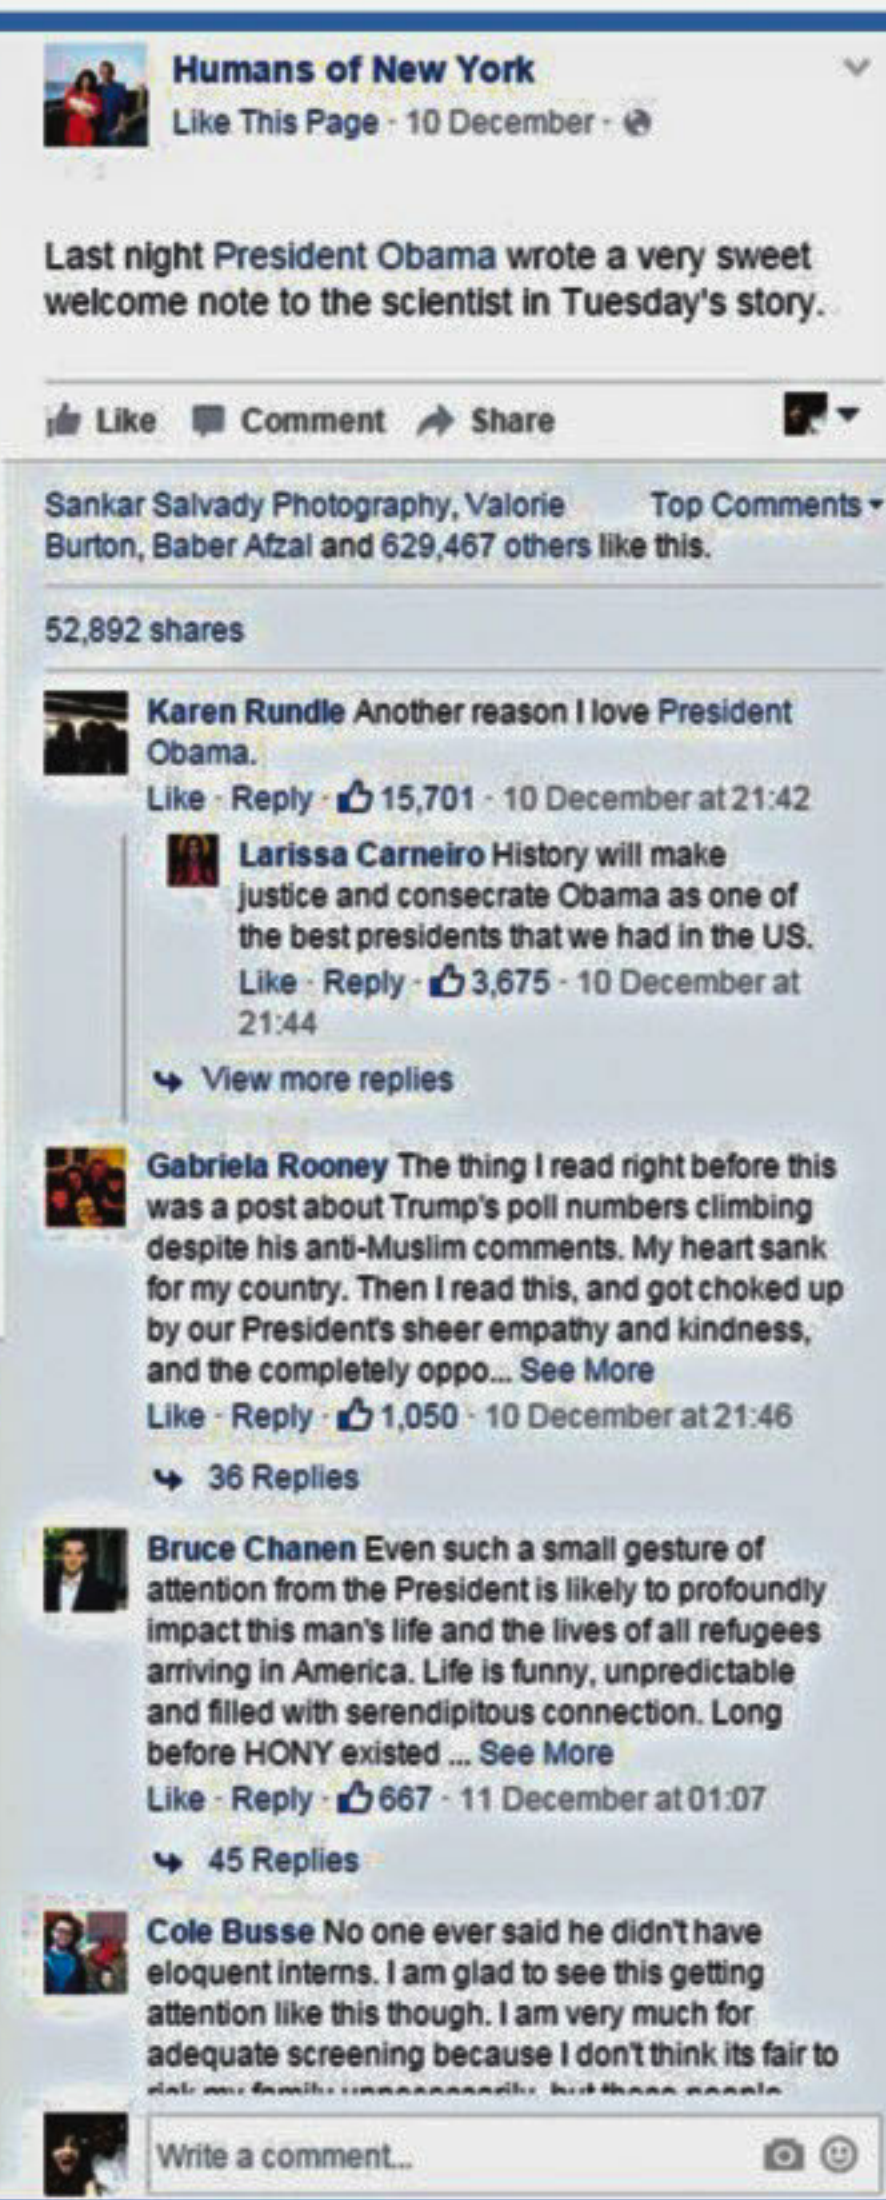 Humans of New York
Like This Page · 10 December ·
Last night President Obama wrote a very sweet
welcome note to the scientist in Tuesday's story.
Like Comment Share
Sankar Salvady Photography, Valorie Top Comments
Burton, Baber Afzal and 629,467 others like this.
52,892 shares
Karen Rundle Another reason I love President
Obama.
Like · Reply · 15,701 · 10 December at 21:42
Larissa Carneiro History will make
justice and consecrate Obama as one of
the best presidents that we had in the US.
Like · Reply · 3,675 · 10 December at
21:44
View more replies
Gabriela Rooney The thing I read right before this
was a post about Trump's poll numbers climbing
despite his anti-Muslim comments. My heart sank
for my country. Then I read this, and got choked up
by our President's sheer empathy and kindness,
and the completely oppo... See More
Like · Reply · 1,050 · 10 December at 21:46
36 Replies
Bruce Chanen Even such a small gesture of
attention from the President is likely to profoundly
impact this man's life and the lives of all refugees
arriving in America. Life is funny, unpredictable
and filled with serendipitous connection. Long
before HONY existed ... See More
Like · Reply · 667 · 11 December at 01:07
45 Replies
Cole Busse No one ever said he didn't have
eloquent interns. I am glad to see this getting
attention like this though. I am very much for
adequate screening because I don't think its fair to
Write a comment...